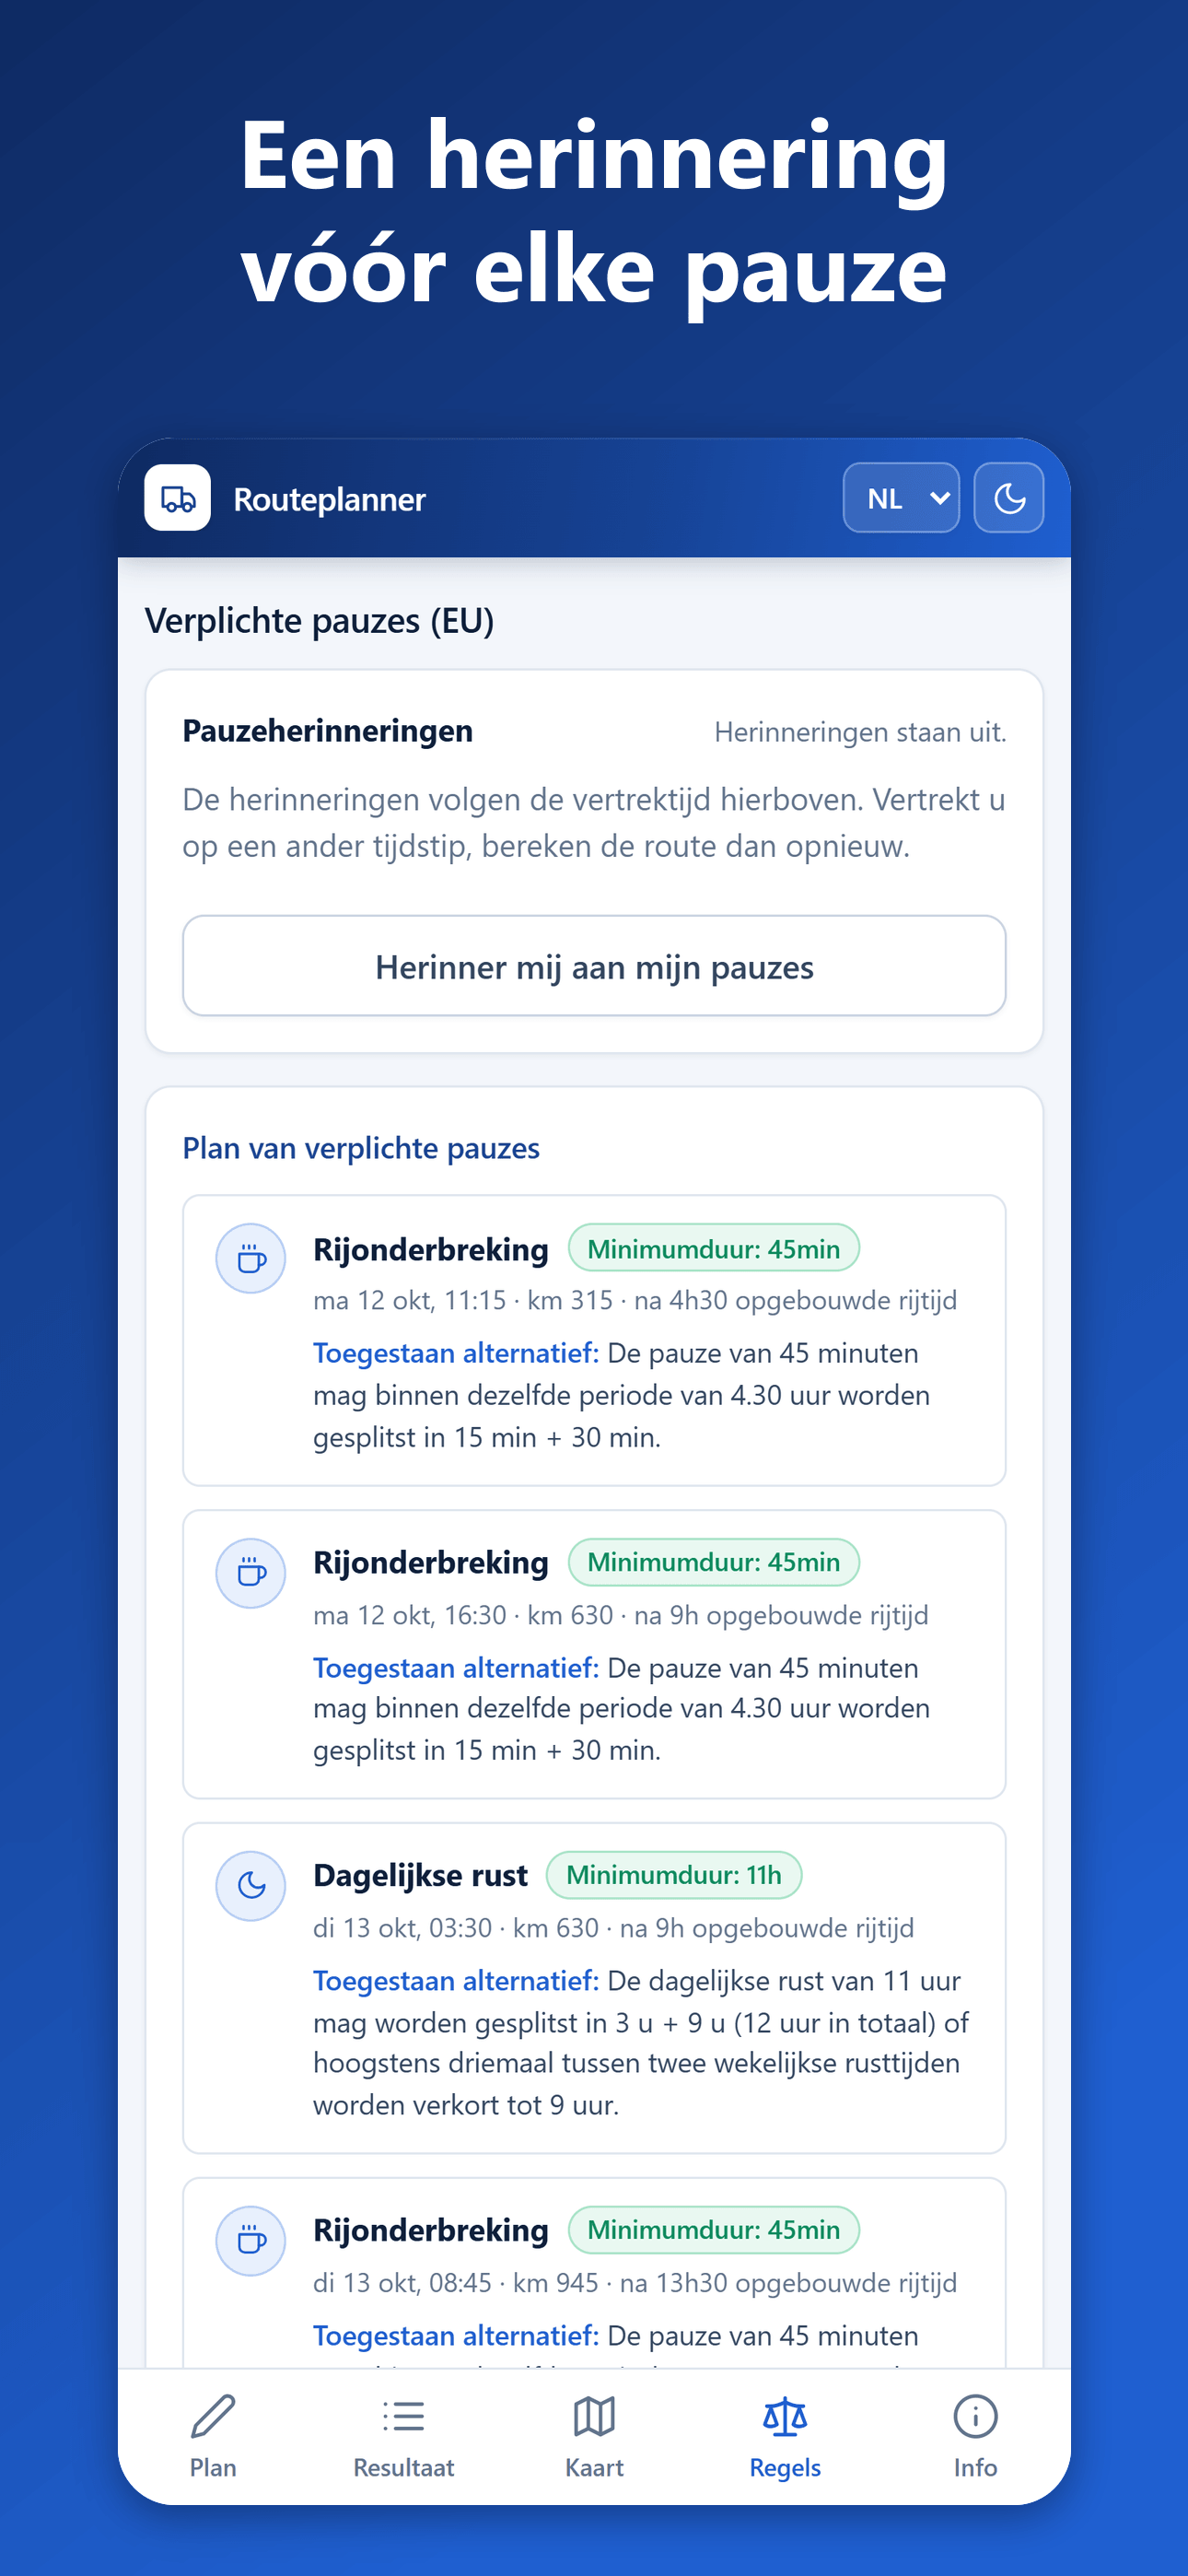 Een herinnering
vóór elke pauze
Routeplanner
NL
Verplichte pauzes (EU)
Pauzeherinneringen
Herinneringen staan uit.
De herinneringen volgen de vertrektijd hierboven. Vertrekt u
op een ander tijdstip, bereken de route dan opnieuw.
Herinner mij aan mijn pauzes
Plan van verplichte pauzes
Rijonderbreking Minimumduur: 45min
ma 12 okt, 11:15 · km 315 · na 4h30 opgebouwde rijtijd
Toegestaan alternatief: De pauze van 45 minuten
mag binnen dezelfde periode van 4.30 uur worden
gesplitst in 15 min + 30 min.
Rijonderbreking Minimumduur: 45min
ma 12 okt, 16:30 · km 630 · na 9h opgebouwde rijtijd
Toegestaan alternatief: De pauze van 45 minuten
mag binnen dezelfde periode van 4.30 uur worden
gesplitst in 15 min + 30 min.
Dagelijkse rust Minimumduur: 11h
di 13 okt, 03:30 · km 630 · na 9h opgebouwde rijtijd
Toegestaan alternatief: De dagelijkse rust van 11 uur
mag worden gesplitst in 3 u + 9 u (12 uur in totaal) of
hoogstens driemaal tussen twee wekelijkse rusttijden
worden verkort tot 9 uur.
Rijonderbreking Minimumduur: 45min
di 13 okt, 08:45 · km 945 · na 13h30 opgebouwde rijtijd
Toegestaan alternatief: De pauze van 45 minuten
Plan
Resultaat
Kaart
Regels
Info